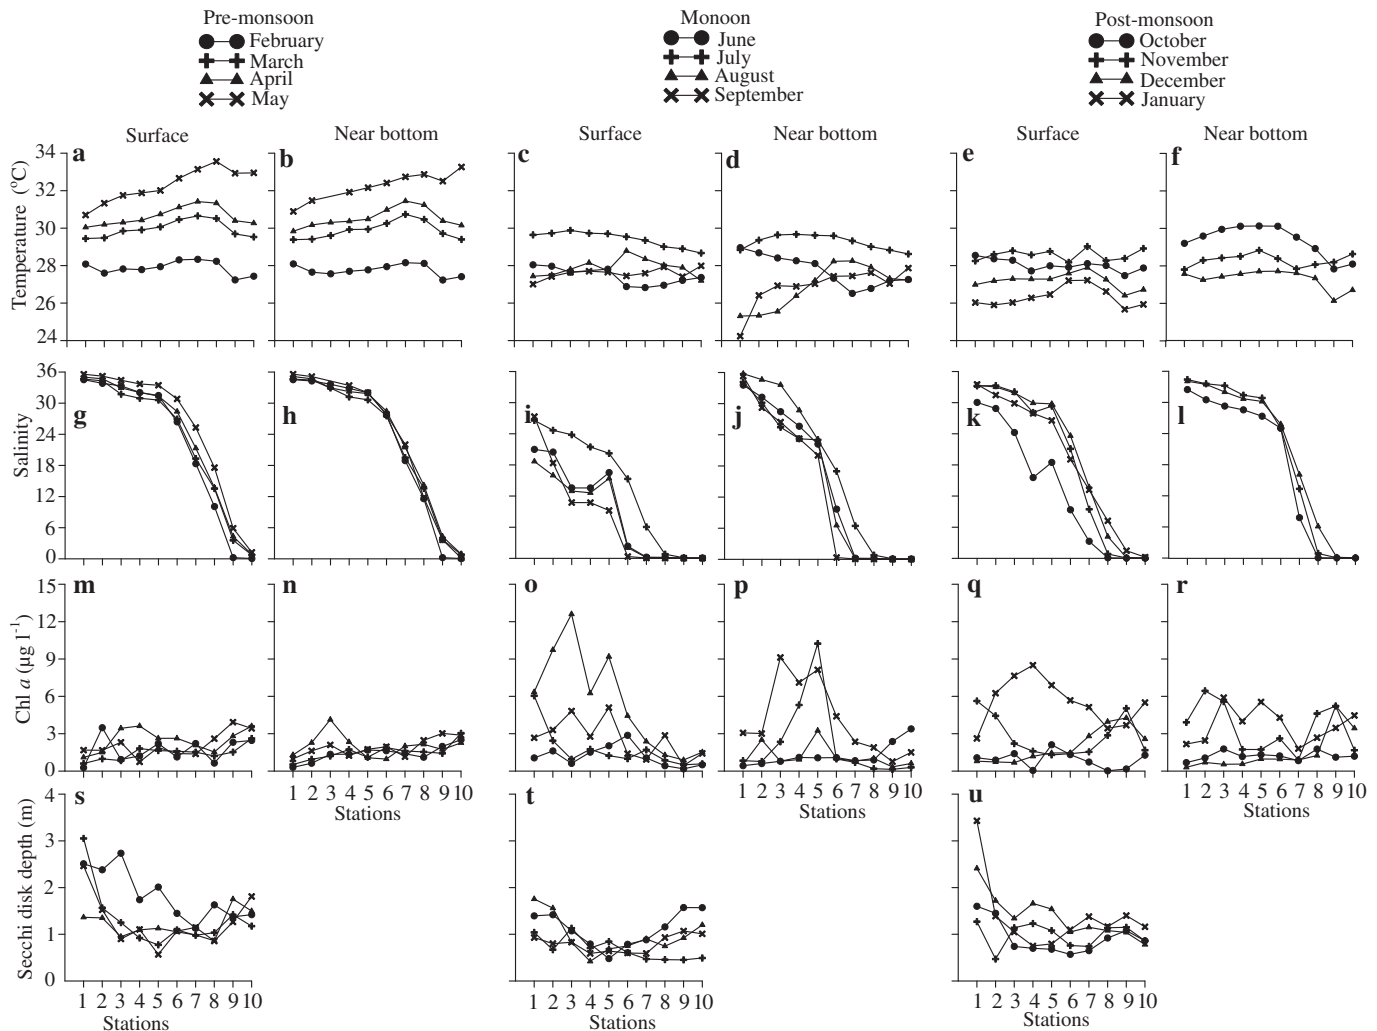 Pre-monsoon
February
March
April
May
Monoon
June
July
August
September
Post-monsoon
October
November
December
January
Surface
Near bottom
Surface
Near bottom
Surface
Near bottom
Temperature (°C)
34
32
30
28
26
24
a
b
c
d
e
f
Salinity
36
30
24
18
12
6
0
g
h
i
j
k
l
Chl a (µg l⁻¹)
15
12
9
6
3
0
m
n
o
p
q
r
1 2 3 4 5 6 7 8 9 10
Stations
1 2 3 4 5 6 7 8 9 10
Stations
1 2 3 4 5 6 7 8 9 10
Stations
Secchi disk depth (m)
4
3
2
1
0
s
t
u
1 2 3 4 5 6 7 8 9 10
Stations
1 2 3 4 5 6 7 8 9 10
Stations
1 2 3 4 5 6 7 8 9 10
Stations